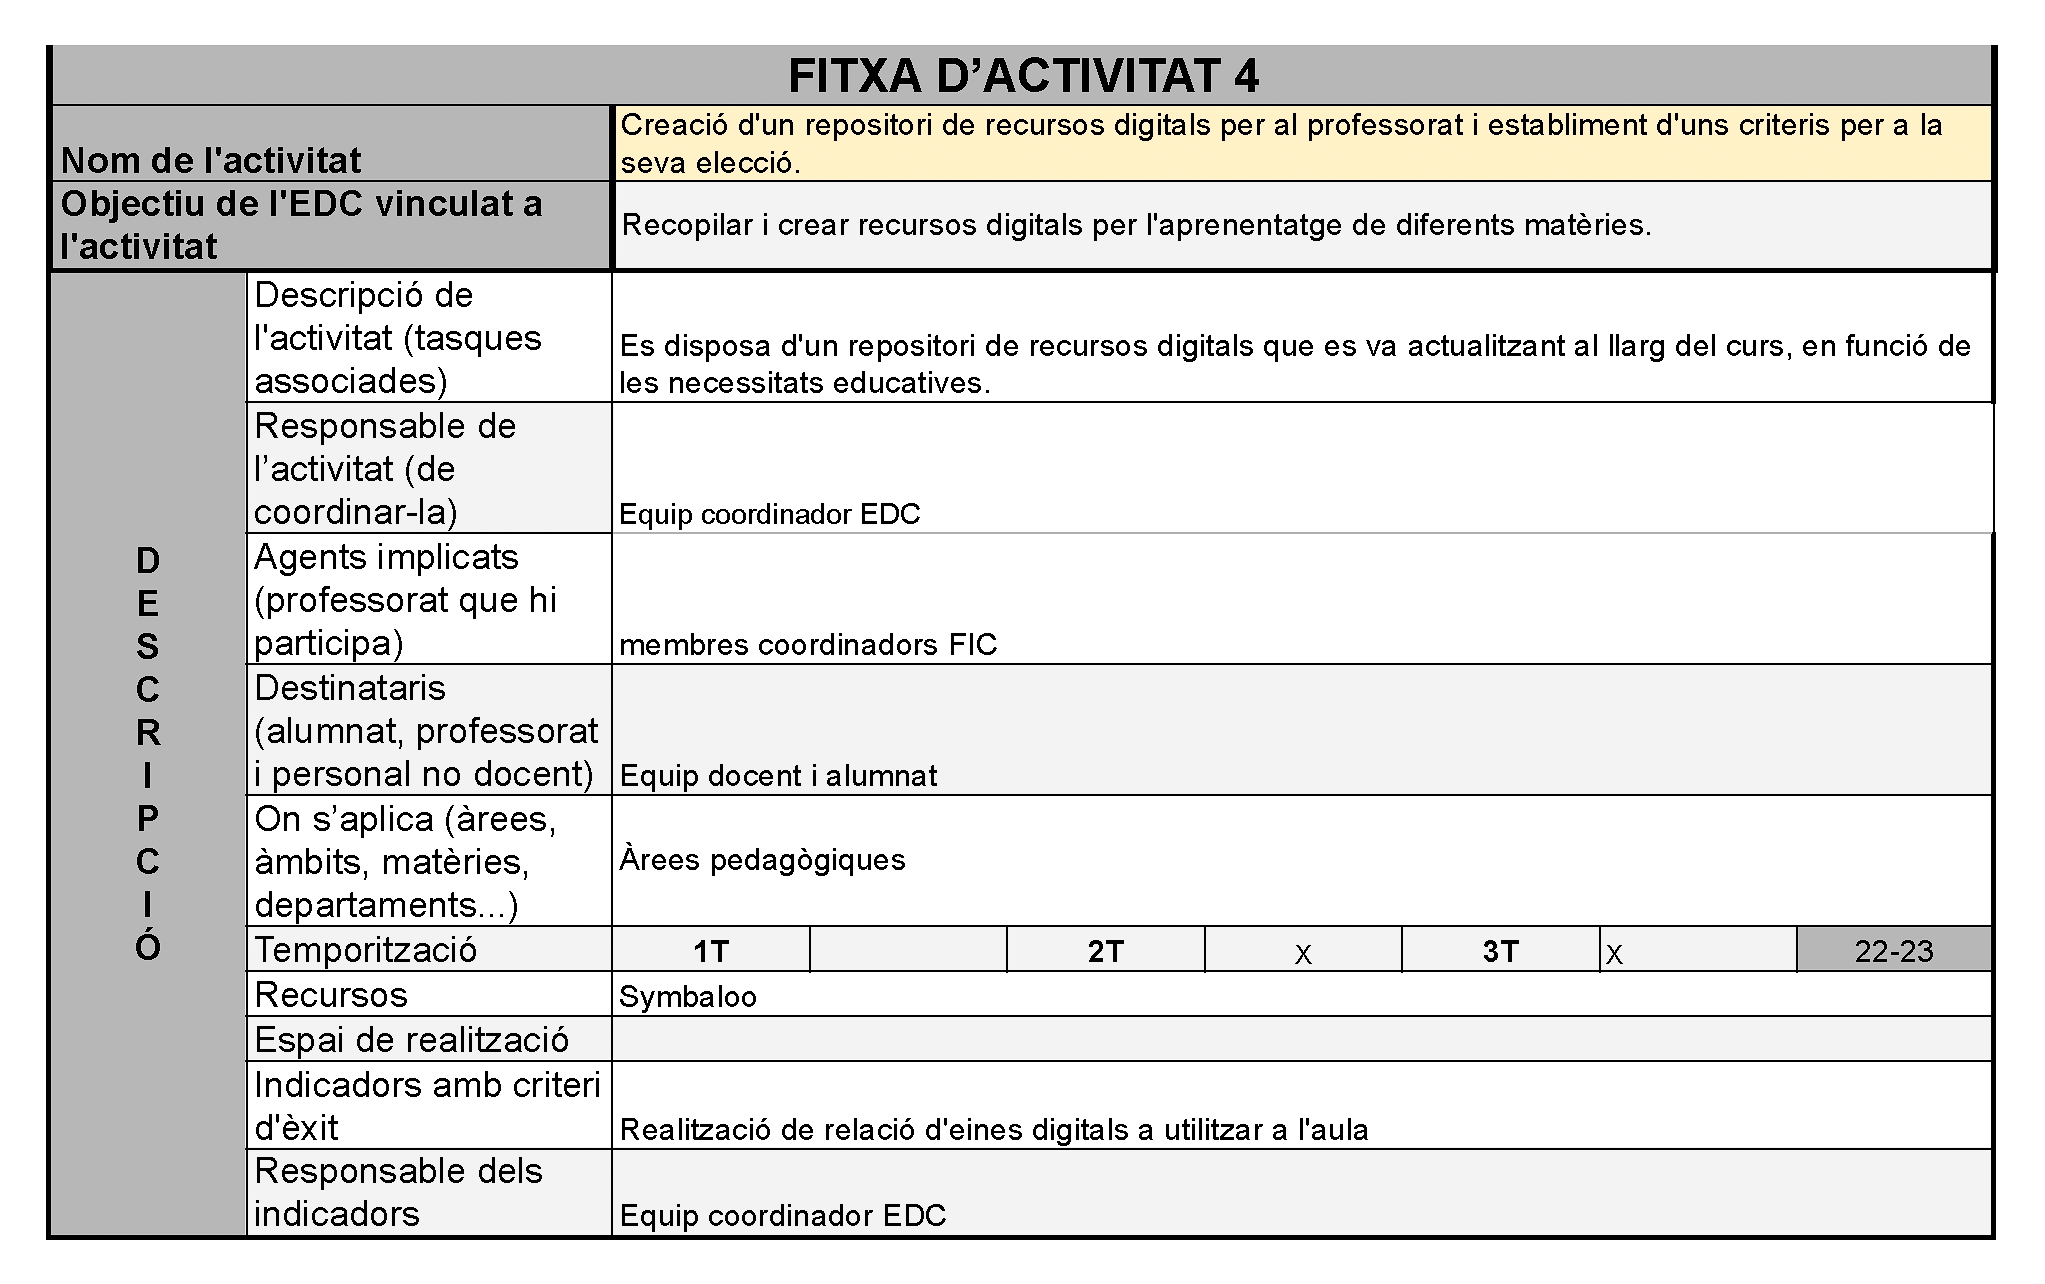 FITXA D’ACTIVITAT 4
Nom de l'activitat
Creació d'un repositori de recursos digitals per al professorat i establiment d'uns criteris per a la
seva elecció.
Objectiu de l'EDC vinculat a
l'activitat
Recopilar i crear recursos digitals per l'aprenentatge de diferents matèries.
D
E
S
C
R
I
P
C
I
Ó
Descripció de
l'activitat (tasques
associades)
Es disposa d'un repositori de recursos digitals que es va actualitzant al llarg del curs, en funció de
les necessitats educatives.
Responsable de
l’activitat (de
coordinar-la)
Equip coordinador EDC
Agents implicats
(professorat que hi
participa)
membres coordinadors FIC
Destinataris
(alumnat, professorat
i personal no docent)
Equip docent i alumnat
On s’aplica (àrees,
àmbits, matèries,
departaments...)
Àrees pedagògiques
Temporització
1T 2T X 3T X 22-23
Recursos
Symbaloo
Espai de realització
Indicadors amb criteri
d'èxit
Realització de relació d'eines digitals a utilitzar a l'aula
Responsable dels
indicadors
Equip coordinador EDC